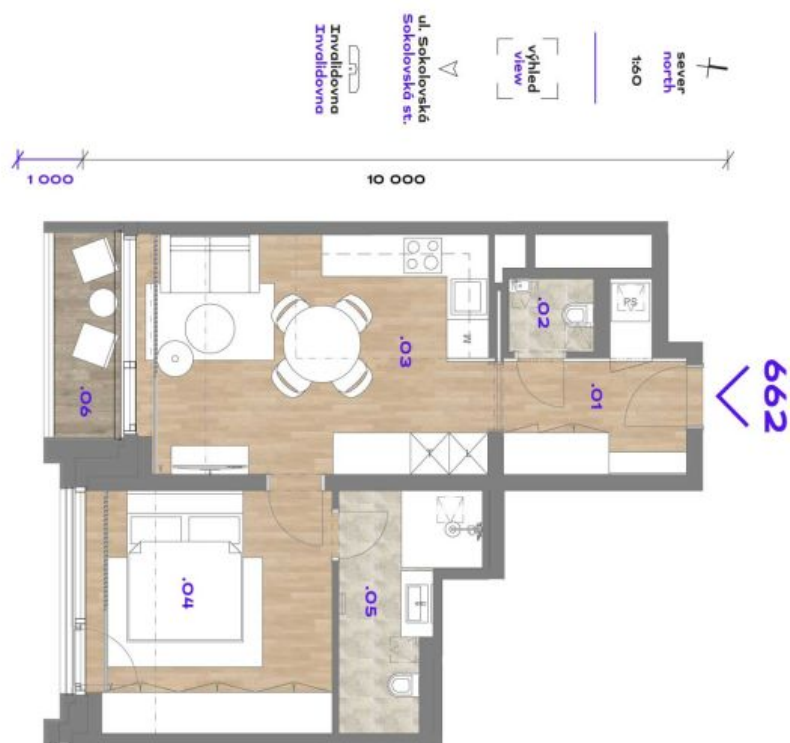 sever
north
1:60
výhled
view
ul. Sokolovská
Sokolovská st.
Invalidovna
Invalidovna
1 000
10 000
662
.01
PS
.02
.03
M
.04
.05
.06